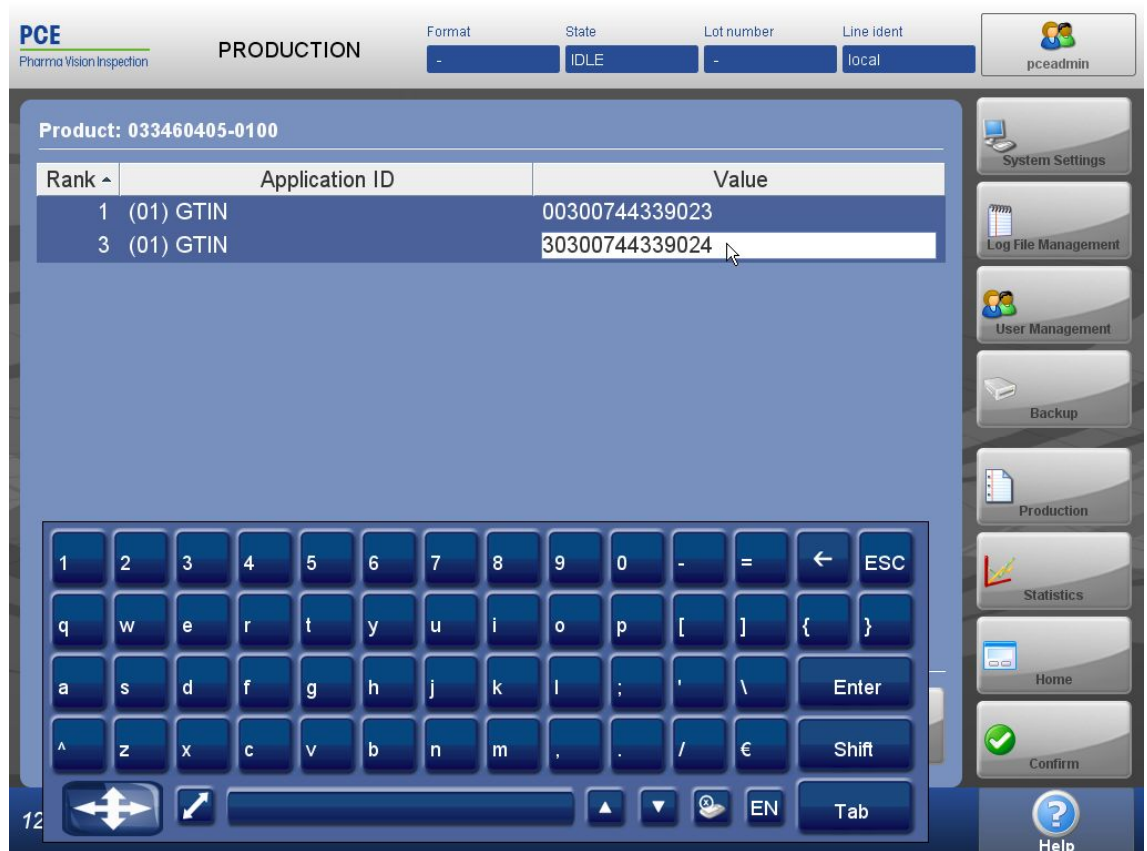 PCE
Pharma Vision Inspection
PRODUCTION
Format
-
State
IDLE
Lot number
-
Line ident
local
pceadmin
Product: 033460405-0100
Rank Application ID Value
1 (01) GTIN 00300744339023
3 (01) GTIN 30300744339024
System Settings
Log File Management
User Management
Backup
Production
Statistics
Home
Confirm
Help
1 2 3 4 5 6 7 8 9 0 - = ← ESC
q w e r t y u i o p [ ] { }
a s d f g h j k l ; ' \ Enter
^ z x c v b n m , . / € Shift
EN Tab
12